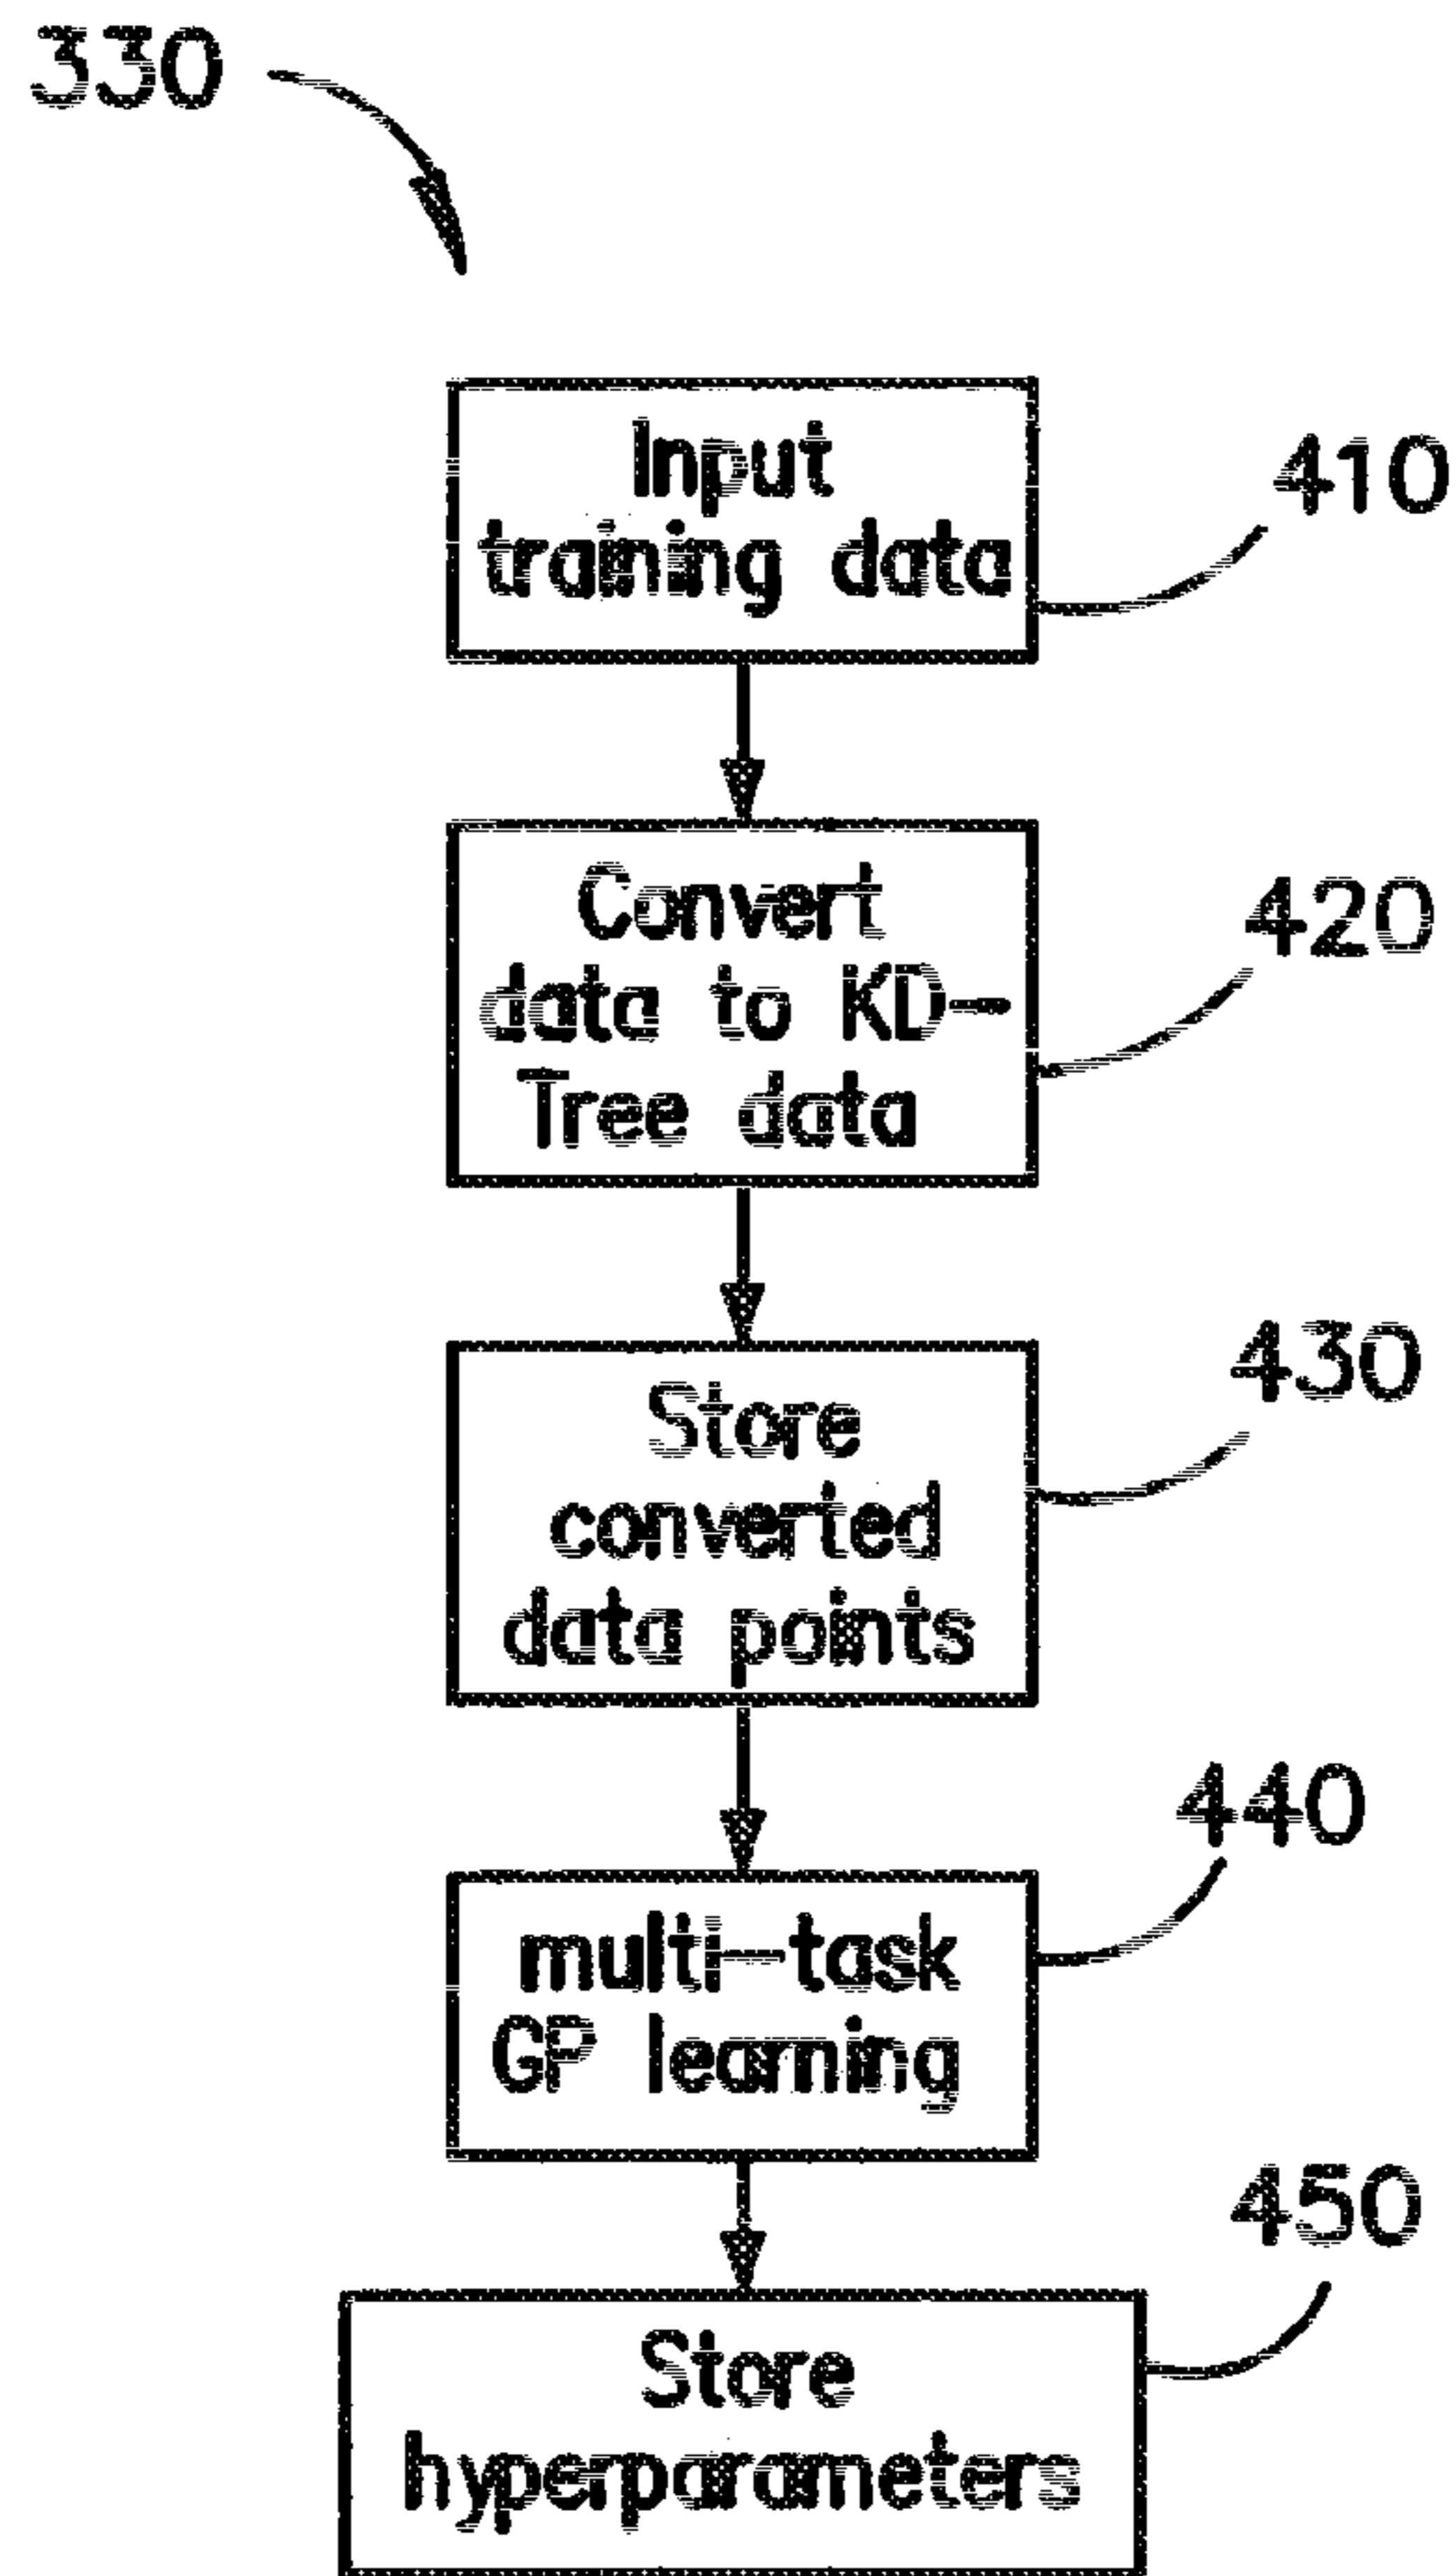 330
Input
training data
410
Convert
data to KD-
Tree data
420
Store
converted
data points
430
multi-task
GP learning
440
Store
hyperparameters
450